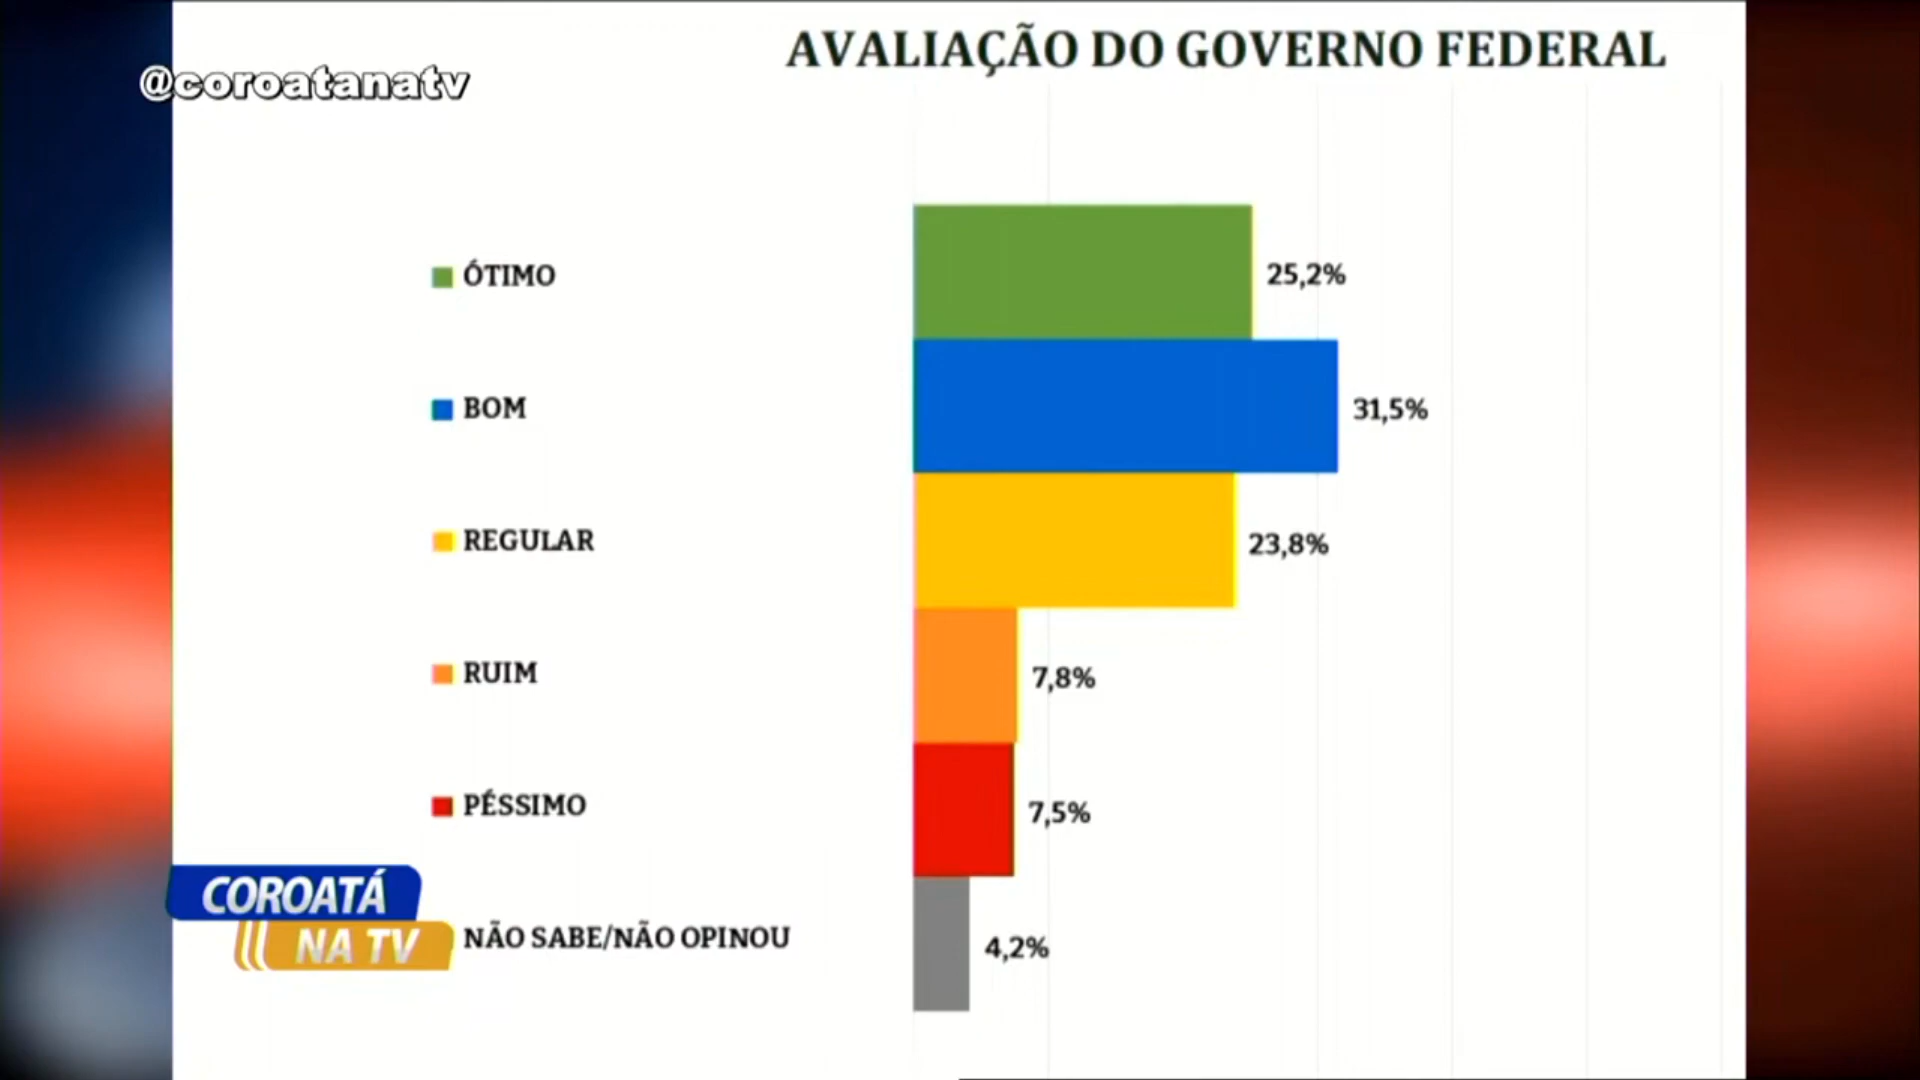 AVALIAÇÃO DO GOVERNO FEDERAL
@coroatanatv
ÓTIMO 25,2%
BOM 31,5%
REGULAR 23,8%
RUIM 7,8%
PÉSSIMO 7,5%
COROATÁ
NA TV
NÃO SABE/NÃO OPINOU 4,2%